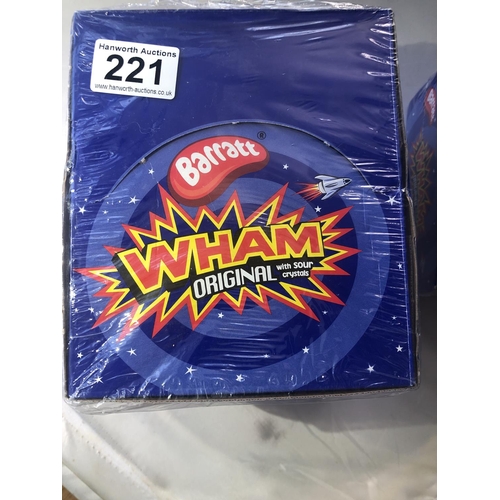 Hanworth Auctions
221
www.hanworth-auctions.co.uk
Barratt®
WHAM
ORIGINAL with SOUR
crystals